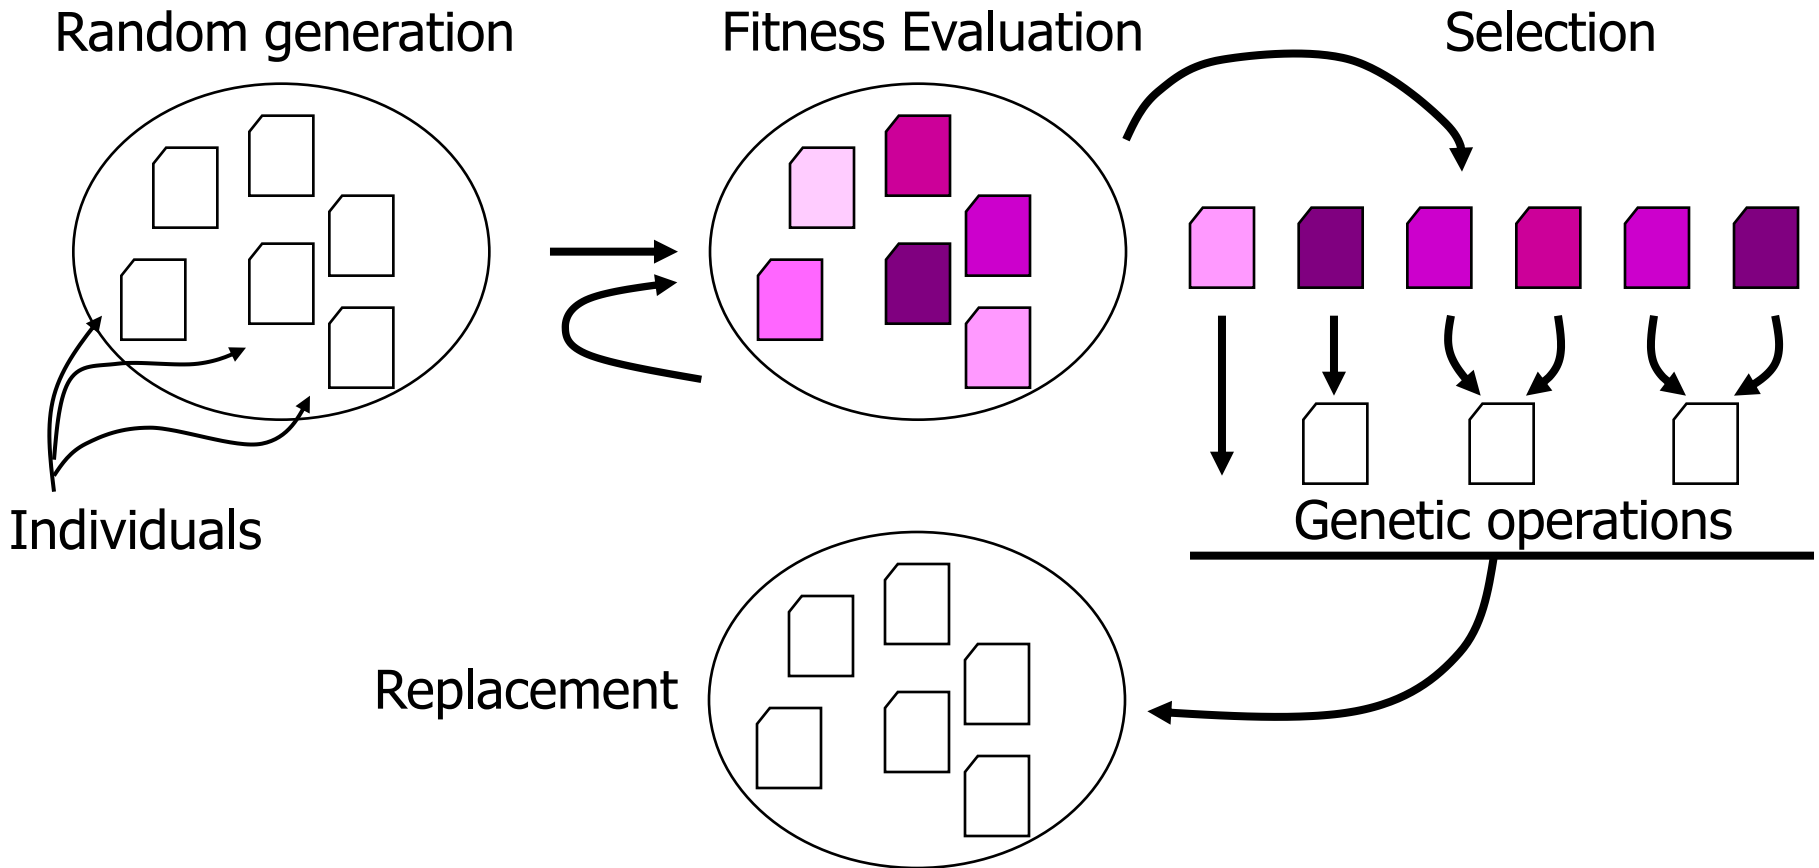 Random generation
Fitness Evaluation
Selection
Individuals
Genetic operations
Replacement